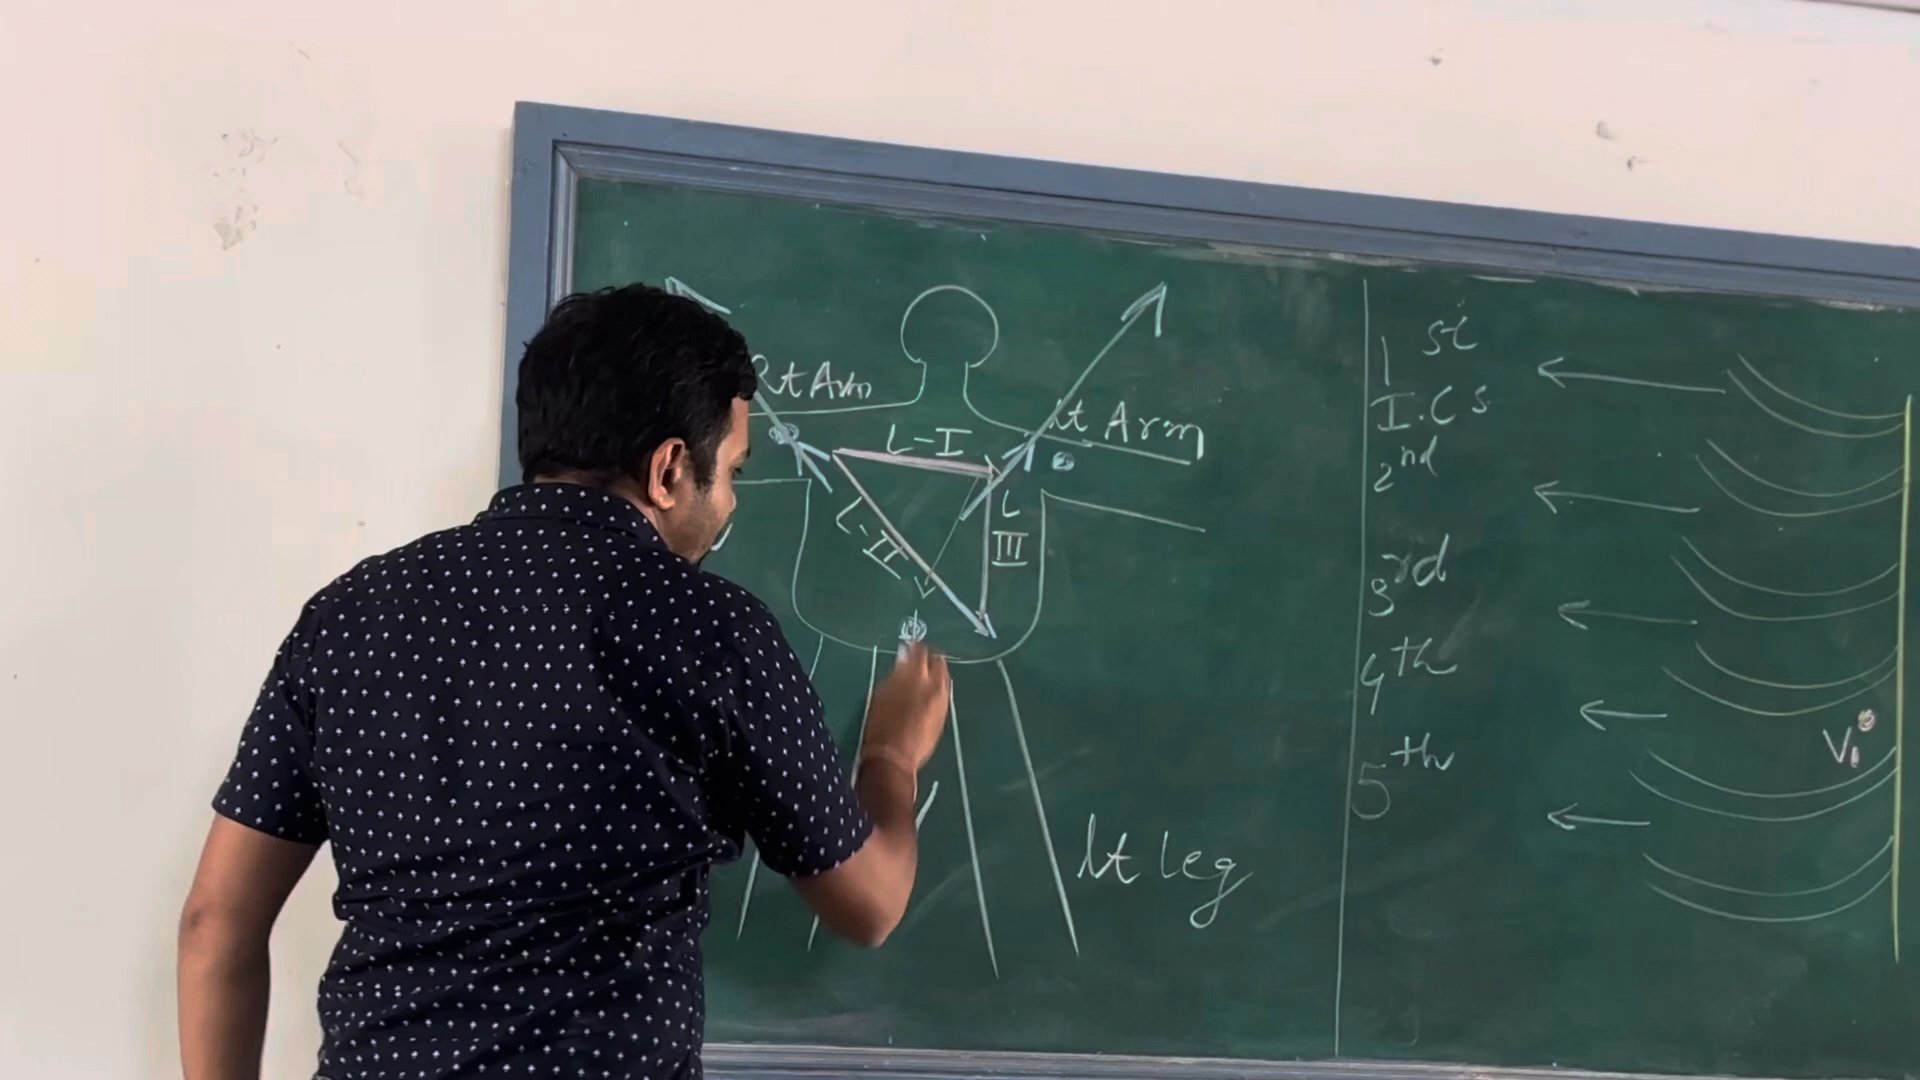 Rt Arm
Lt Arm
L-I
L-II
L
III
Lt Leg
1st
I.C S
2nd
3rd
4th
5th
V1